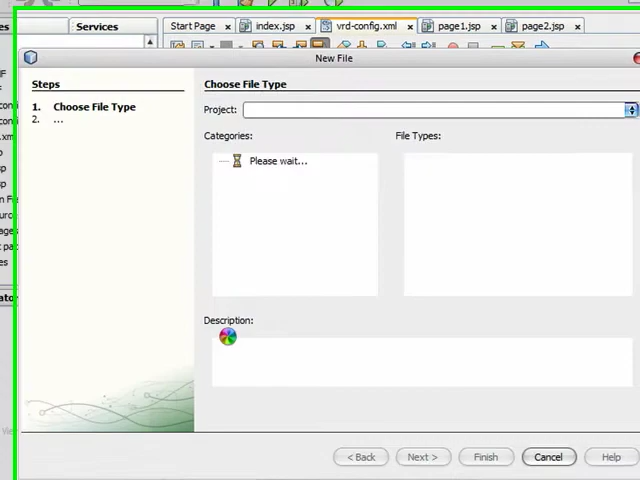 es
Services
Start Page
index.jsp
vrd-config.xml
page1.jsp
page2.jsp
New File
Steps
1. Choose File Type
2. ...
Choose File Type
Project:
Categories:
File Types:
Please wait...
Description:
< Back
Next >
Finish
Cancel
Help